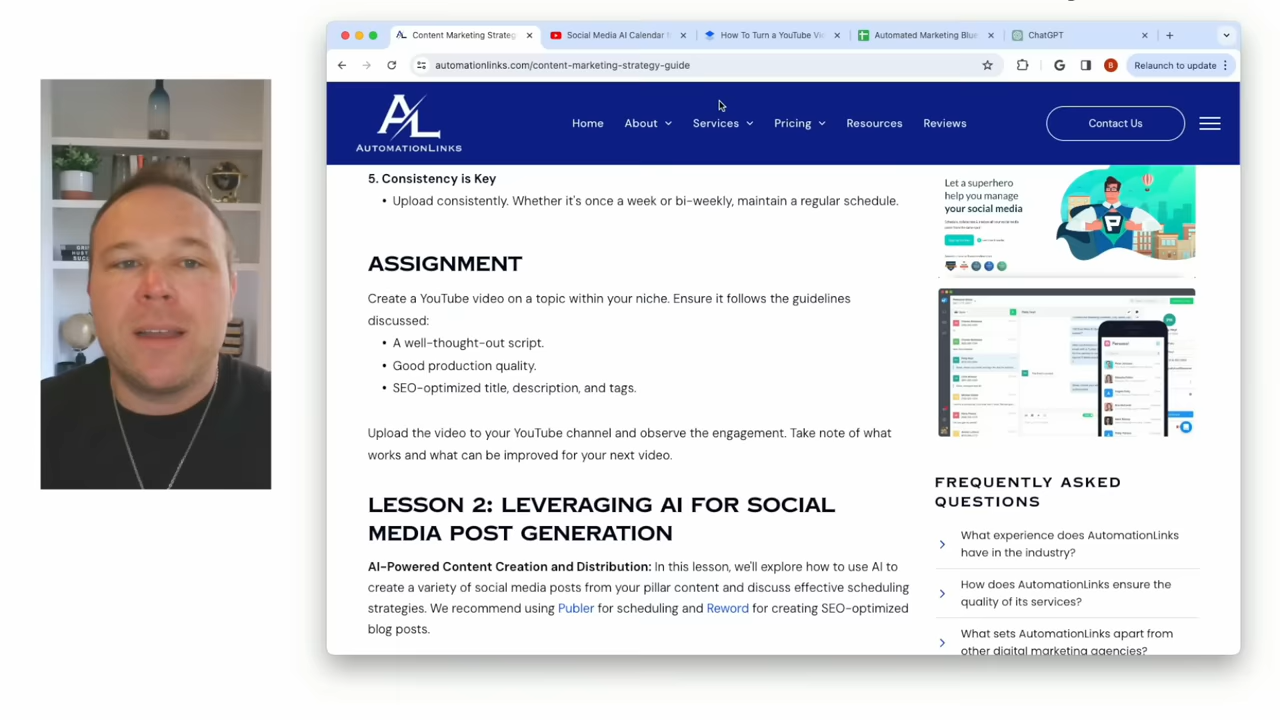 Content Marketing Strateg
Social Media AI Calendar
How To Turn a YouTube Vi
Automated Marketing Blue
ChatGPT
automationlinks.com/content-marketing-strategy-guide
Relaunch to update
AL
AUTOMATIONLINKS
Home
About
Services
Pricing
Resources
Reviews
Contact Us
5. Consistency is Key
• Upload consistently. Whether it's once a week or bi-weekly, maintain a regular schedule.
ASSIGNMENT
Create a YouTube video on a topic within your niche. Ensure it follows the guidelines
discussed:
• A well-thought-out script.
• Good production quality.
• SEO-optimized title, description, and tags.
Upload the video to your YouTube channel and observe the engagement. Take note of what
works and what can be improved for your next video.
LESSON 2: LEVERAGING AI FOR SOCIAL
MEDIA POST GENERATION
AI-Powered Content Creation and Distribution: In this lesson, we'll explore how to use AI to
create a variety of social media posts from your pillar content and discuss effective scheduling
strategies. We recommend using Publer for scheduling and Reword for creating SEO-optimized
blog posts.
Let a superhero
help you manage
your social media
FREQUENTLY ASKED
QUESTIONS
What experience does AutomationLinks
have in the industry?
How does AutomationLinks ensure the
quality of its services?
What sets AutomationLinks apart from
other digital marketing agencies?